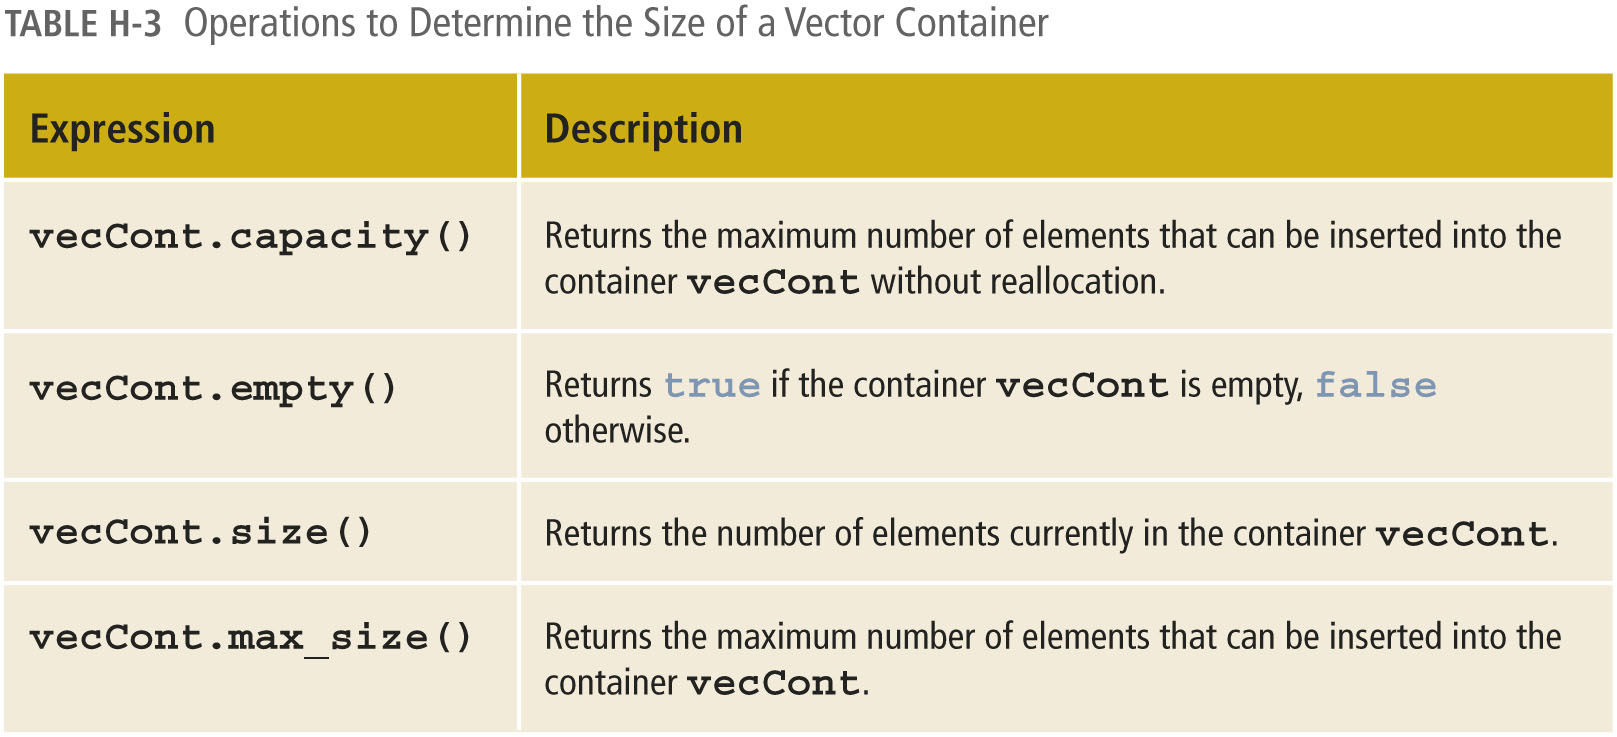 TABLE H-3 Operations to Determine the Size of a Vector Container
Expression Description
vecCont.capacity() Returns the maximum number of elements that can be inserted into the
container vecCont without reallocation.
vecCont.empty() Returns true if the container vecCont is empty, false
otherwise.
vecCont.size() Returns the number of elements currently in the container vecCont.
vecCont.max_size() Returns the maximum number of elements that can be inserted into the
container vecCont.